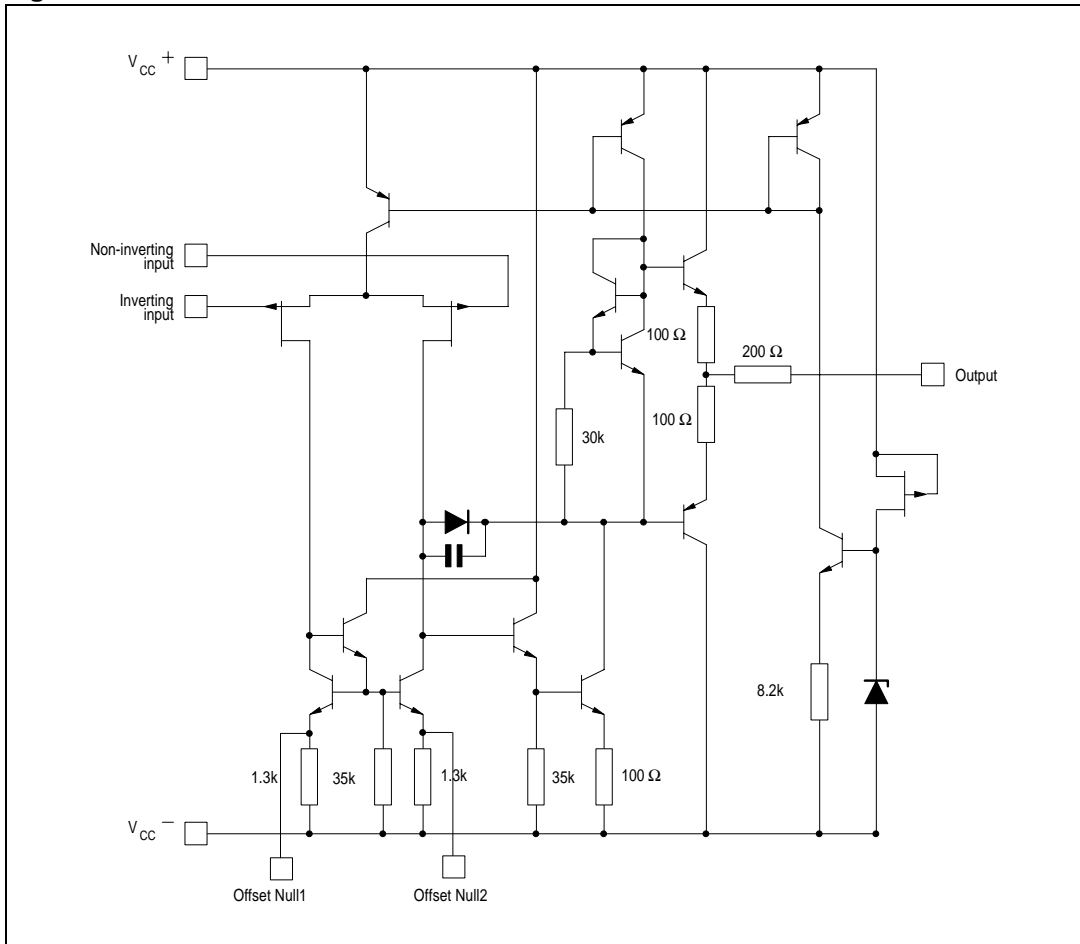 V CC +
Non-inverting
input
Inverting
input
100 Ω
200 Ω
Output
100 Ω
30k
8.2k
1.3k
35k
1.3k
35k
100 Ω
V CC −
Offset Null1
Offset Null2